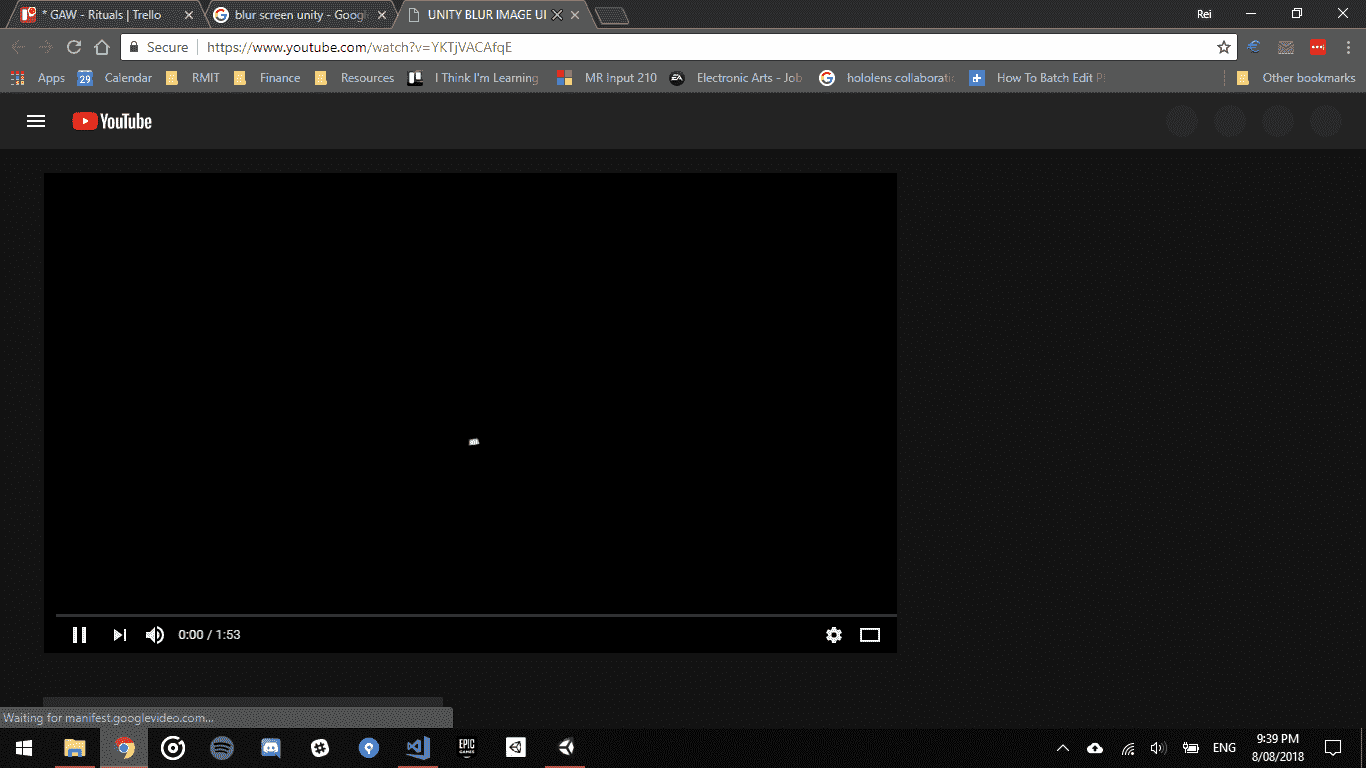 * GAW - Rituals | Trello blur screen unity - Google UNITY BLUR IMAGE UI Rei
Secure https://www.youtube.com/watch?v=YKTjVACAfqE
Apps 29 Calendar RMIT Finance Resources I Think I'm Learning MR Input 210 EA Electronic Arts - Job hololens collaborati How To Batch Edit P Other bookmarks
YouTube
0:00 / 1:53
Waiting for manifest.googlevideo.com...
EPIC GAMES ENG 9:39 PM
8/08/2018